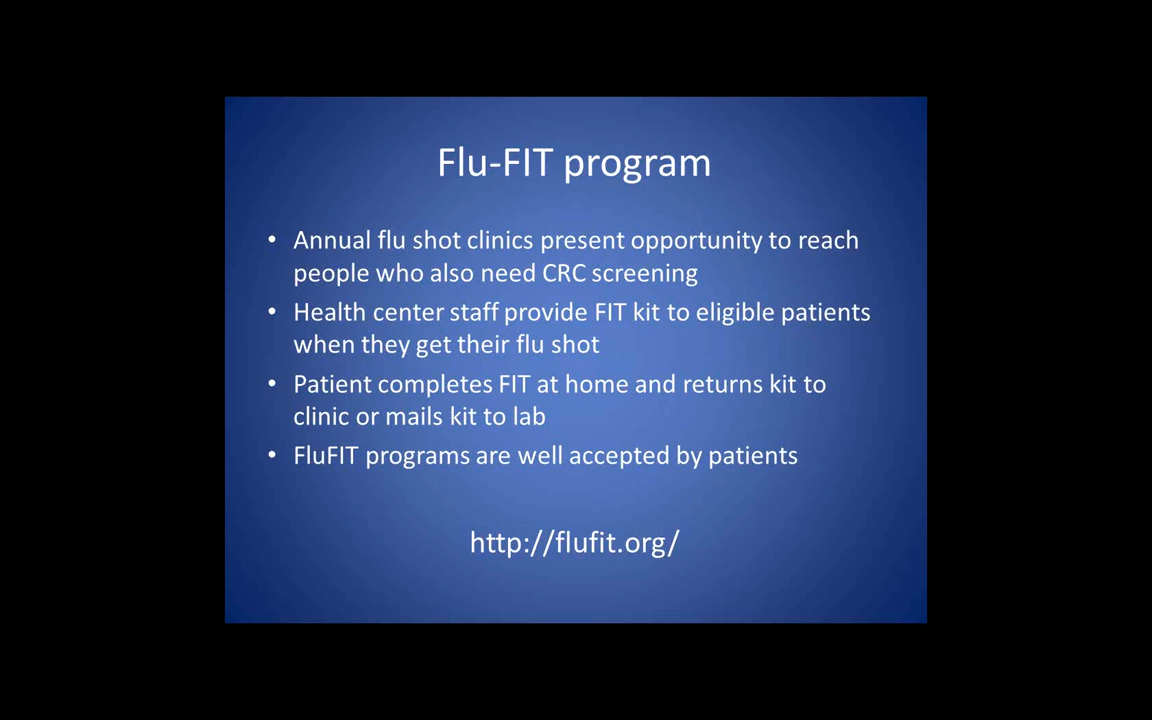 Flu-FIT program
• Annual flu shot clinics present opportunity to reach
people who also need CRC screening
• Health center staff provide FIT kit to eligible patients
when they get their flu shot
• Patient completes FIT at home and returns kit to
clinic or mails kit to lab
• FluFIT programs are well accepted by patients
http://flufit.org/